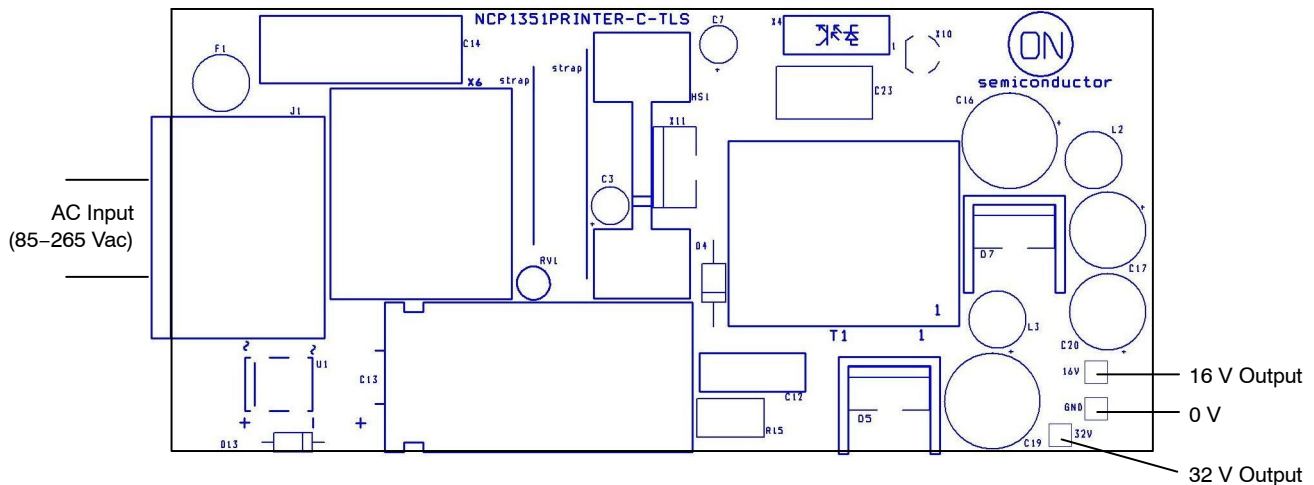 NCP1351PRINTER-C-TLS
F1
C14
C7
X4
1
X10
ON
semiconductor
X6
strap
strap
HS1
C23
C16
J1
X11
L2
AC Input
(85–265 Vac)
C3
D4
D7
C17
RV1
1
T1
1
L3
C20
U1
C13
16V
16 V Output
C12
GND
0 V
D5
R15
C19
32V
D13
32 V Output